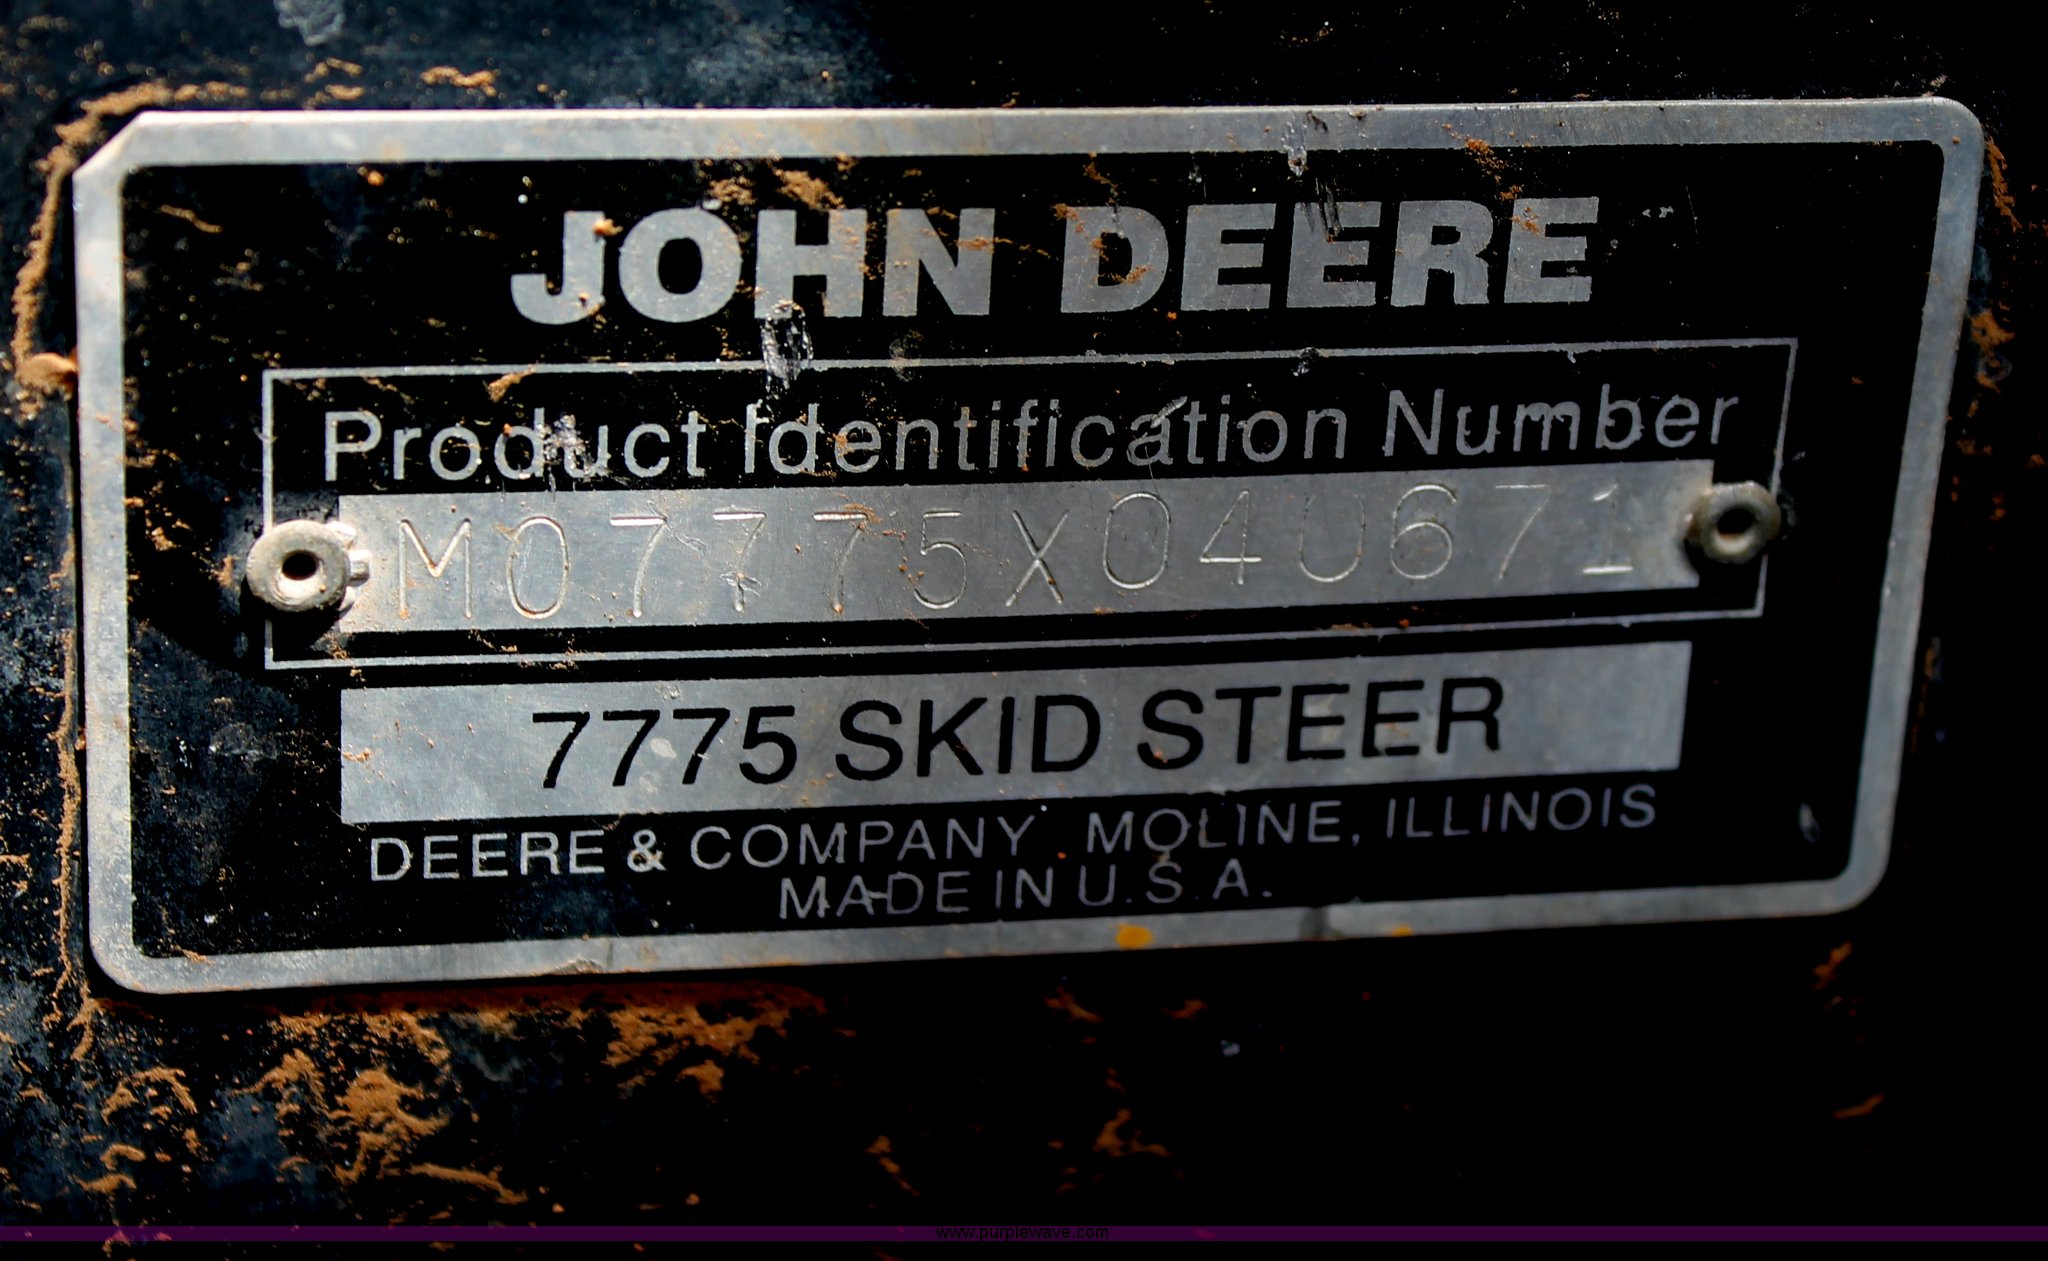 JOHN DEERE
Product Identification Number
M07775X040671
7775 SKID STEER
DEERE & COMPANY MOLINE, ILLINOIS
MADE IN U.S.A.
www.purplewave.com